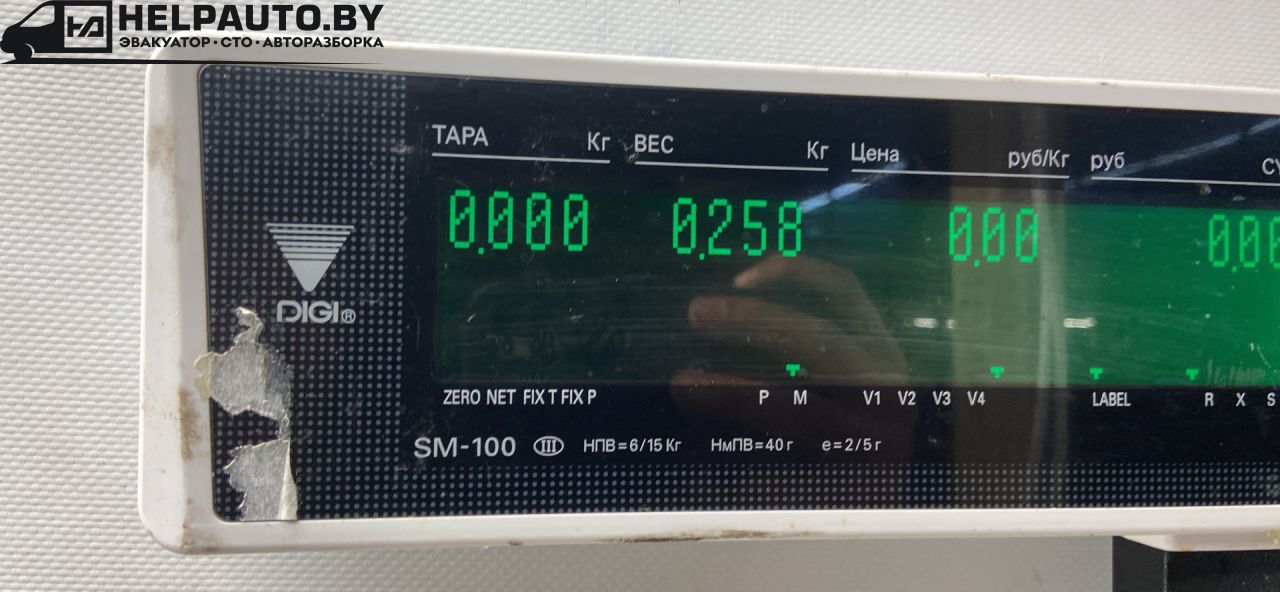 HELPAUTO.BY
ЭВАКУАТОР·СТО·АВТОРАЗБОРКА
ТАРА Кг ВЕС Кг Цена руб/Кг руб
0.000 0.258 0.00
DIGI®
ZERO NET FIX T FIX P P M V1 V2 V3 V4 LABEL R X S
SM-100 III НПВ=6/15 Кг НмПВ=40 г e=2/5 г